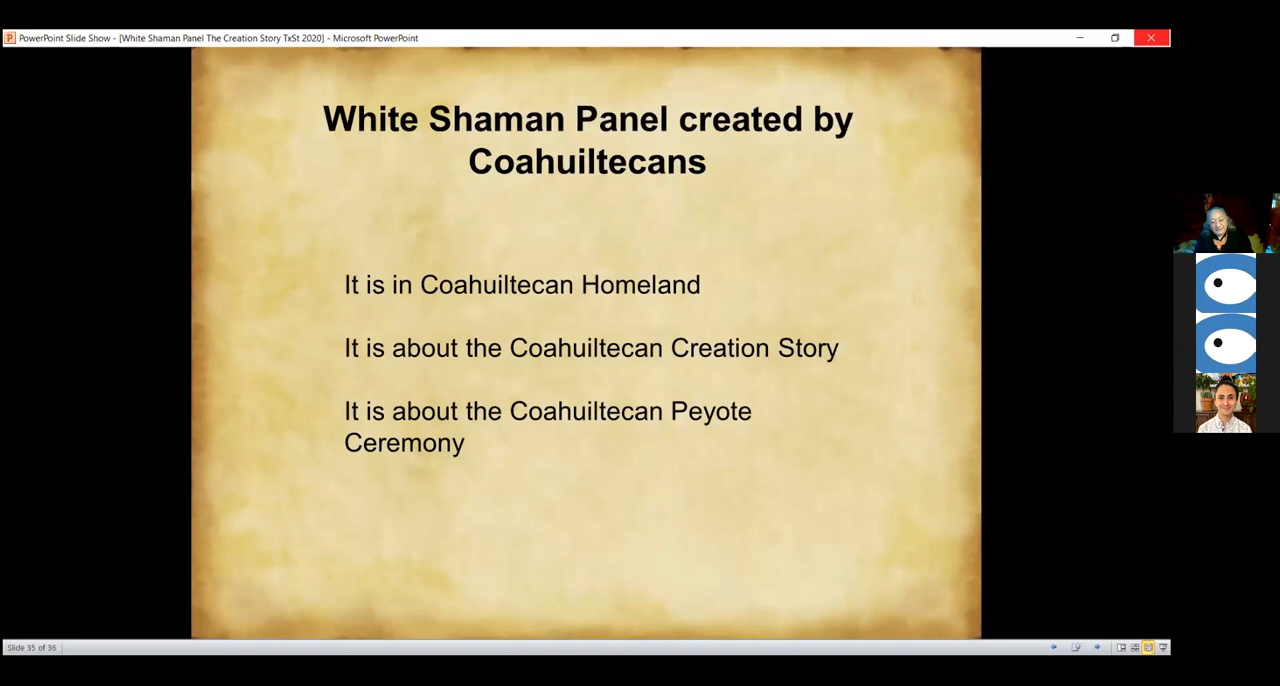 PowerPoint Slide Show - [White Shaman Panel The Creation Story TxSt 2020] - Microsoft PowerPoint
White Shaman Panel created by
Coahuiltecans
It is in Coahuiltecan Homeland
It is about the Coahuiltecan Creation Story
It is about the Coahuiltecan Peyote
Ceremony
Slide 35 of 36